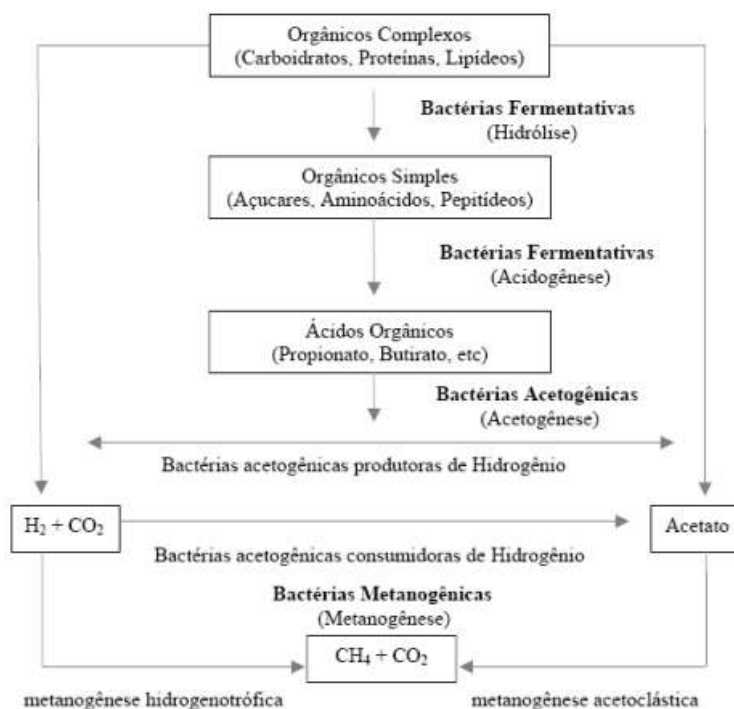 Orgânicos Complexos
(Carboidratos, Proteínas, Lipídeos)
Bactérias Fermentativas
(Hidrólise)
Orgânicos Simples
(Açucares, Aminoácidos, Pepitídeos)
Bactérias Fermentativas
(Acidogênese)
Ácidos Orgânicos
(Propionato, Butirato, etc)
Bactérias Acetogênicas
(Acetogênese)
Bactérias acetogênicas produtoras de Hidrogênio
H₂ + CO₂
Acetato
Bactérias acetogênicas consumidoras de Hidrogênio
Bactérias Metanogênicas
(Metanogênese)
CH₄ + CO₂
metanogênese hidrogenotrófica
metanogênese acetoclástica